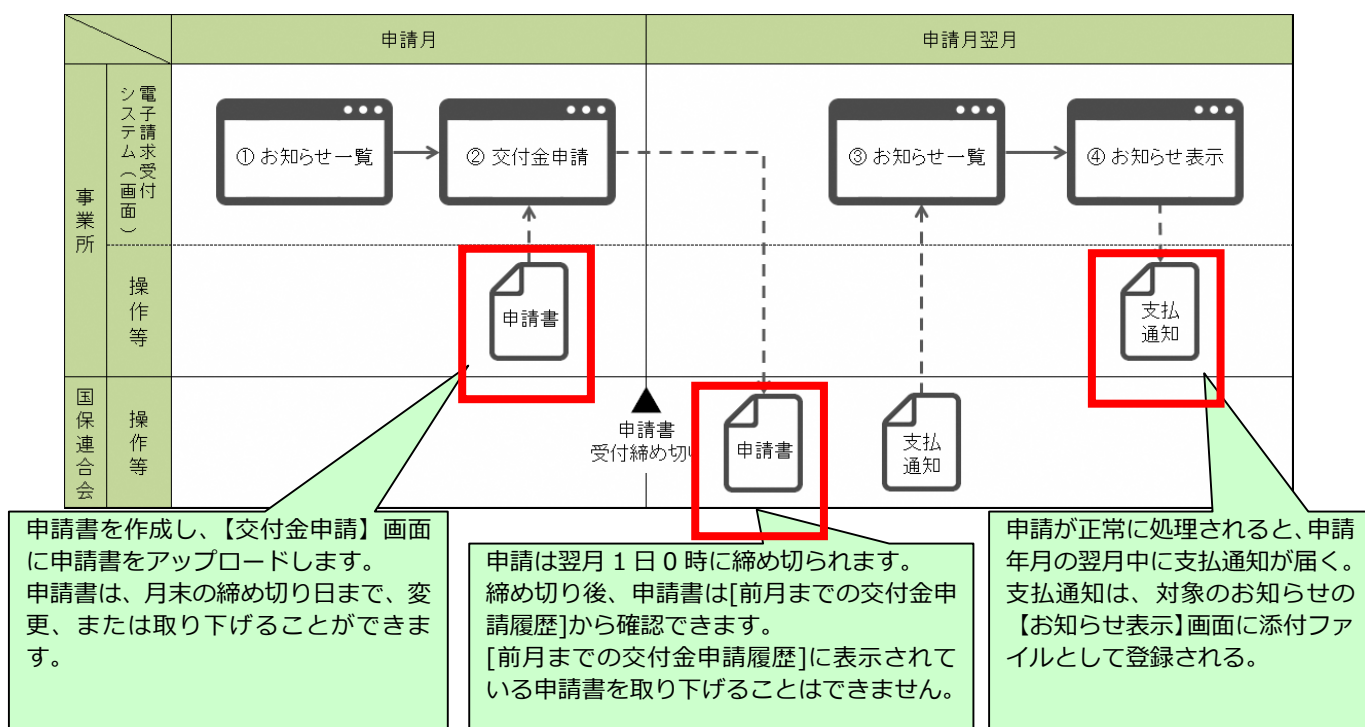 申請月
申請月翌月
事業所
電子請求受付
システム(画面)
① お知らせ一覧
② 交付金申請
③ お知らせ一覧
④ お知らせ表示
操作等
申請書
支払
通知
国保連合会
操作等
申請書
受付締め切り
申請書
支払
通知
申請書を作成し、【交付金申請】画面
に申請書をアップロードします。
申請書は、月末の締め切り日まで、変
更、または取り下げることができま
す。
申請は翌月1日0時に締め切られます。
締め切り後、申請書は[前月までの交付金申
請履歴]から確認できます。
[前月までの交付金申請履歴]に表示されて
いる申請書を取り下げることはできません。
申請が正常に処理されると、申請
年月の翌月中に支払通知が届く。
支払通知は、対象のお知らせの
【お知らせ表示】画面に添付ファ
イルとして登録される。